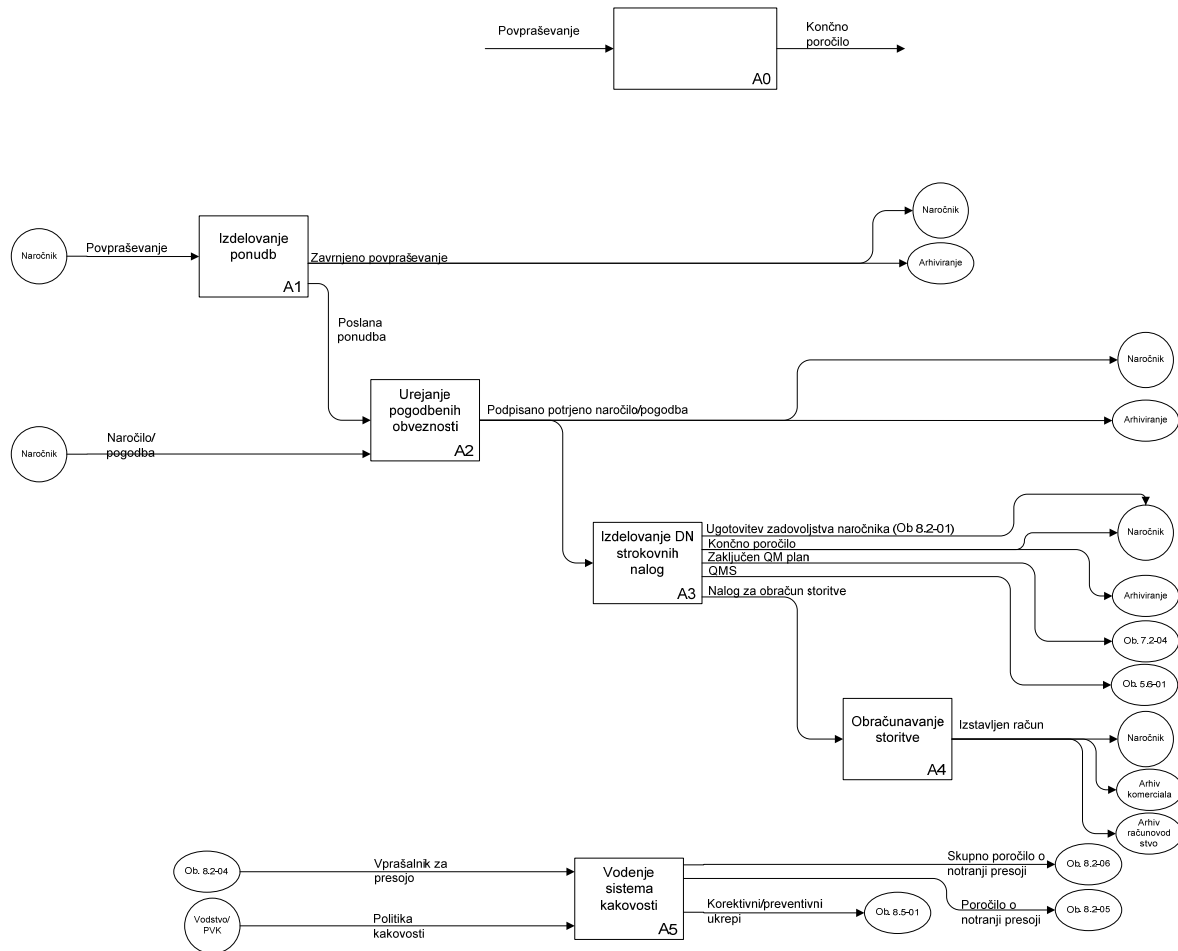 Povpraševanje
Končno
poročilo
A0
Naročnik
Povpraševanje
Izdelovanje
ponudb
A1
Zavrnjeno povpraševanje
Naročnik
Arhiviranje
Poslana
ponudba
Naročnik
Naročilo/
pogodba
Urejanje
pogodbenih
obveznosti
A2
Podpisano potrjeno naročilo/pogodba
Naročnik
Arhiviranje
Izdelovanje DN
strokovnih
nalog
A3
Ugotovitev zadovoljstva naročnika (Ob 8.2-01)
Končno poročilo
Zaključen QM plan
QMS
Nalog za obračun storitve
Naročnik
Arhiviranje
Ob. 7.2-04
Ob. 5.6-01
Obračunavanje
storitve
A4
Izstavljen račun
Naročnik
Arhiv
komerciala
Arhiv
računovod
stvo
Ob. 8.2-04
Vprašalnik za
presojo
Vodstvo/
PVK
Politika
kakovosti
Vodenje
sistema
kakovosti
A5
Skupno poročilo o
notranji presoji
Ob. 8.2-06
Korektivni/preventivni
ukrepi
Ob. 8.5-01
Poročilo o
notranji presoji
Ob. 8.2-05